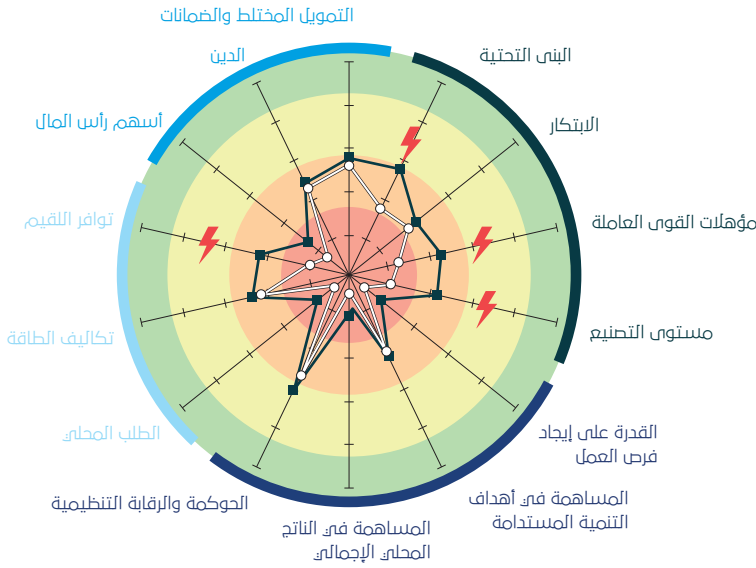 التمويل المختلط والضمانات
البنى التحتية
الدين
الابتكار
أسهم رأس المال
مؤهلات القوى العاملة
توافر اللقيم
مستوى التصنيع
تكاليف الطاقة
القدرة على إيجاد
فرص العمل
الطلب المحلي
المساهمة في أهداف
التنمية المستدامة
الحوكمة والرقابة التنظيمية
المساهمة في الناتج
المحلي الإجمالي